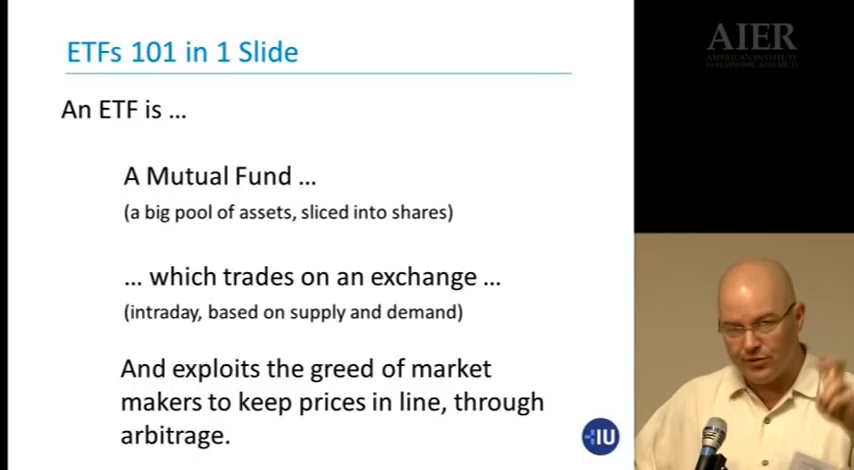 ETFs 101 in 1 Slide
AIER
AMERICAN INSTITUTE
for ECONOMIC RESEARCH
An ETF is ...
A Mutual Fund ...
(a big pool of assets, sliced into shares)
... which trades on an exchange ...
(intraday, based on supply and demand)
And exploits the greed of market
makers to keep prices in line, through
arbitrage.
IU